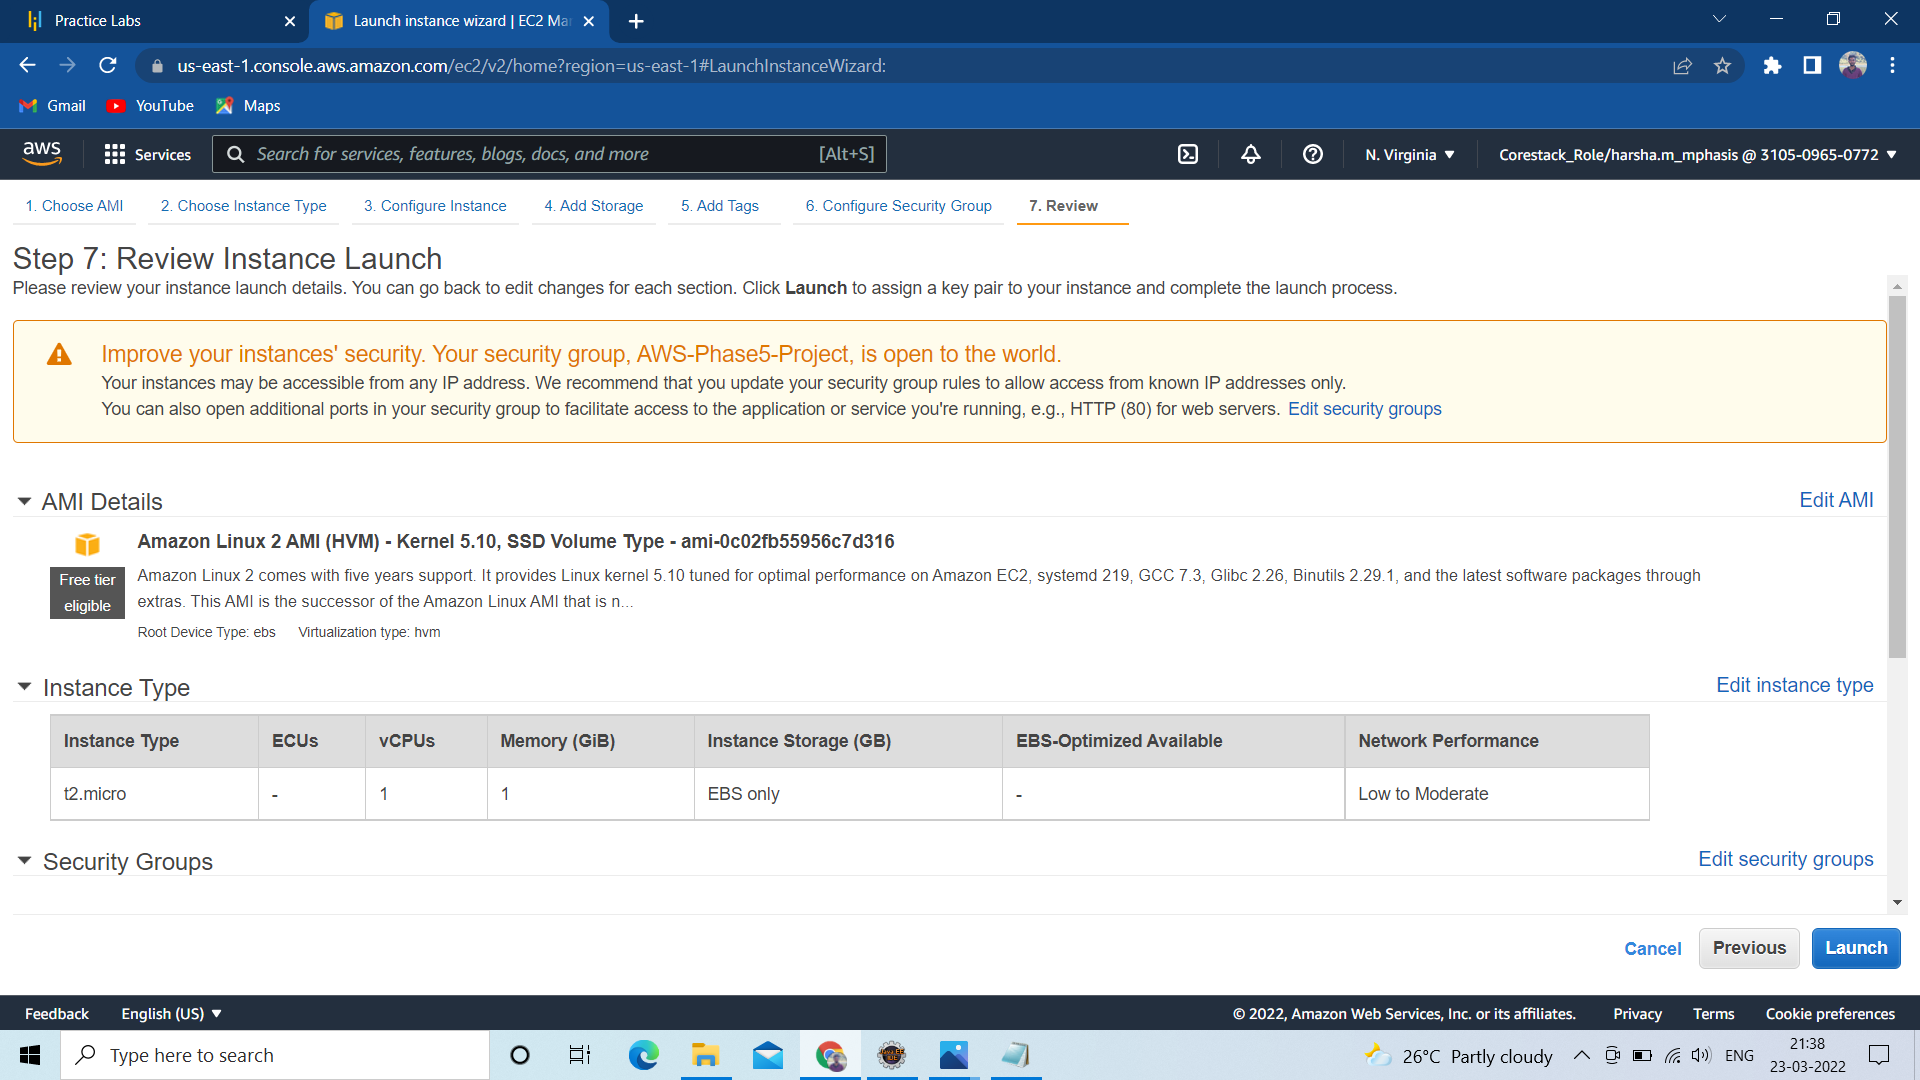 Practice Labs
Launch instance wizard | EC2 Mar
us-east-1.console.aws.amazon.com/ec2/v2/home?region=us-east-1#LaunchInstanceWizard:
Gmail YouTube Maps
aws Services Search for services, features, blogs, docs, and more [Alt+S] N. Virginia Corestack_Role/harsha.m_mphasis @ 3105-0965-0772
1. Choose AMI 2. Choose Instance Type 3. Configure Instance 4. Add Storage 5. Add Tags 6. Configure Security Group 7. Review
Step 7: Review Instance Launch
Please review your instance launch details. You can go back to edit changes for each section. Click Launch to assign a key pair to your instance and complete the launch process.
Improve your instances' security. Your security group, AWS-Phase5-Project, is open to the world.
Your instances may be accessible from any IP address. We recommend that you update your security group rules to allow access from known IP addresses only.
You can also open additional ports in your security group to facilitate access to the application or service you're running, e.g., HTTP (80) for web servers. Edit security groups
AMI Details Edit AMI
Amazon Linux 2 AMI (HVM) - Kernel 5.10, SSD Volume Type - ami-0c02fb55956c7d316
Free tier eligible
Amazon Linux 2 comes with five years support. It provides Linux kernel 5.10 tuned for optimal performance on Amazon EC2, systemd 219, GCC 7.3, Glibc 2.26, Binutils 2.29.1, and the latest software packages through
extras. This AMI is the successor of the Amazon Linux AMI that is n...
Root Device Type: ebs Virtualization type: hvm
Instance Type Edit instance type
Instance Type ECUs vCPUs Memory (GiB) Instance Storage (GB) EBS-Optimized Available Network Performance
t2.micro - 1 1 EBS only - Low to Moderate
Security Groups Edit security groups
Cancel Previous Launch
Feedback English (US) © 2022, Amazon Web Services, Inc. or its affiliates. Privacy Terms Cookie preferences
Type here to search 26°C Partly cloudy ENG 21:38
23-03-2022